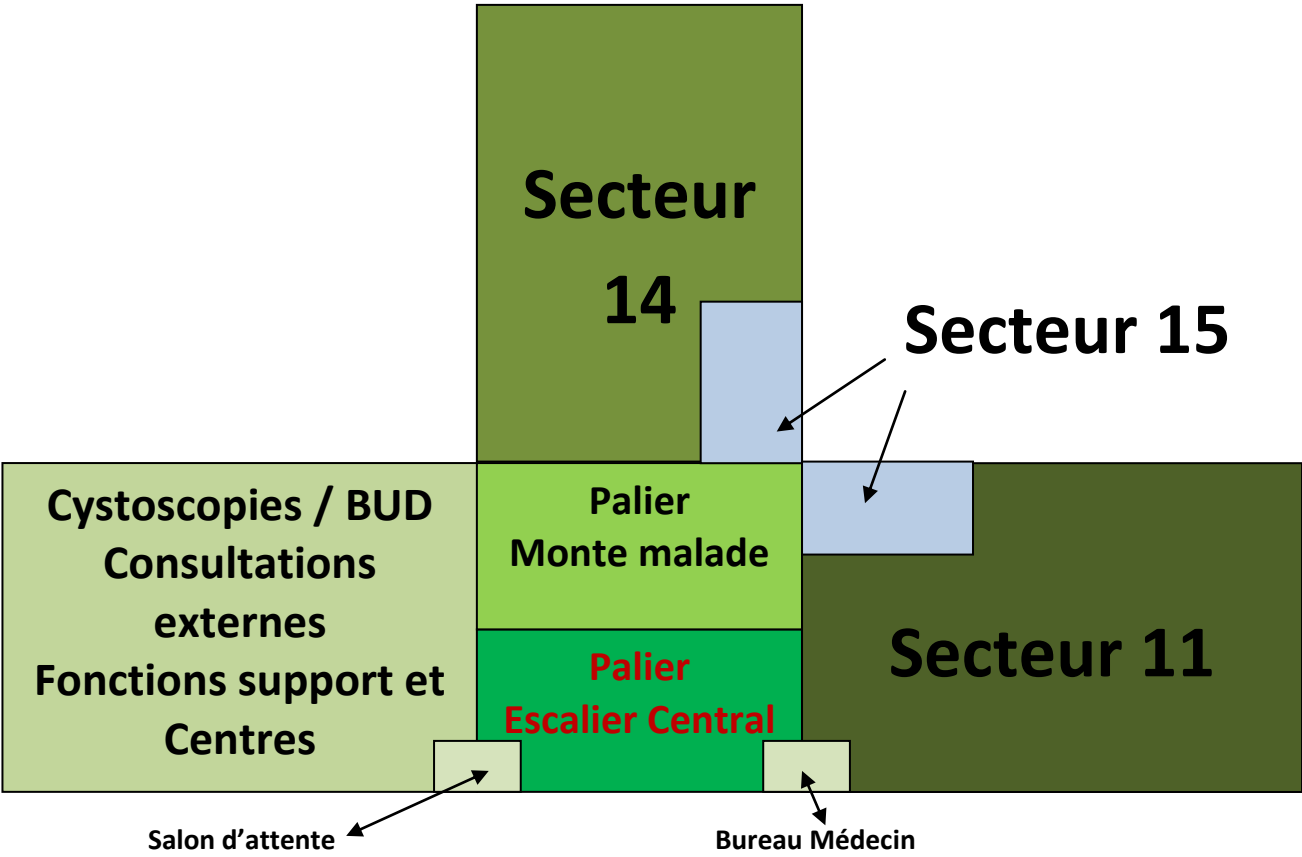 Secteur
14
Secteur 15
Cystoscopies / BUD
Consultations
externes
Fonctions support et
Centres
Palier
Monte malade
Palier
Escalier Central
Secteur 11
Salon d’attente
Bureau Médecin